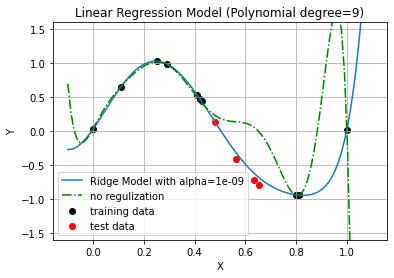 Linear Regression Model (Polynomial degree=9)
1.5
1.0
0.5
0.0
−0.5
−1.0
−1.5
Y
Ridge Model with alpha=1e-09
no regulization
training data
test data
0.0 0.2 0.4 0.6 0.8 1.0
X